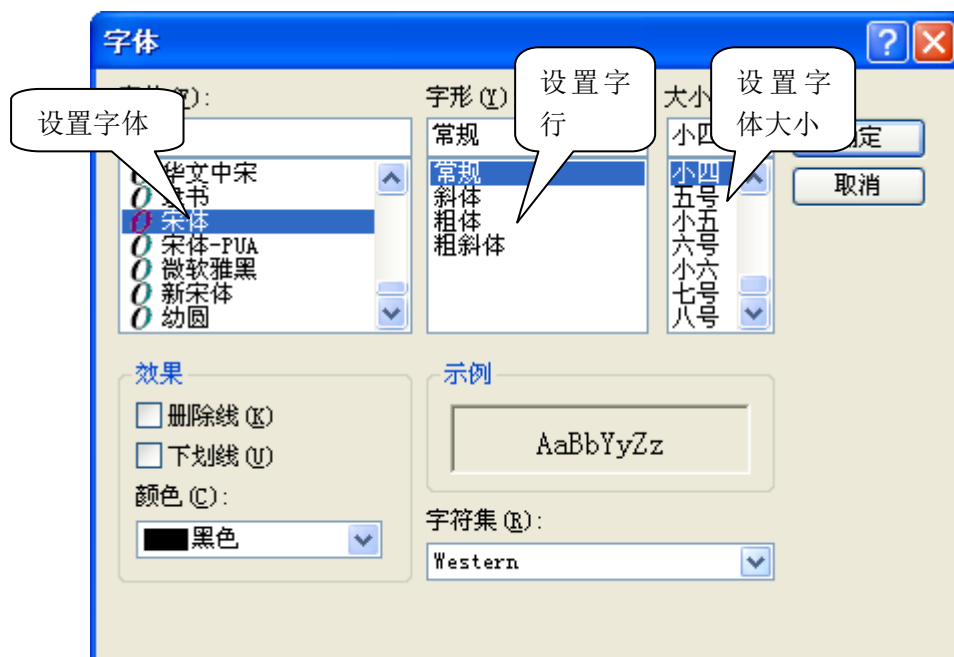 字体
(F):
字形(Y)
大小
设置字体
设置字
行
设置字
体大小
常规
小四
定
取消
华文中宋
隶书
宋体
宋体-PUA
微软雅黑
新宋体
幼圆
常规
斜体
粗体
粗斜体
小四
五号
小五
六号
小六
七号
八号
效果
删除线(K)
下划线(U)
颜色(C):
黑色
示例
AaBbYyZz
字符集(R):
Western